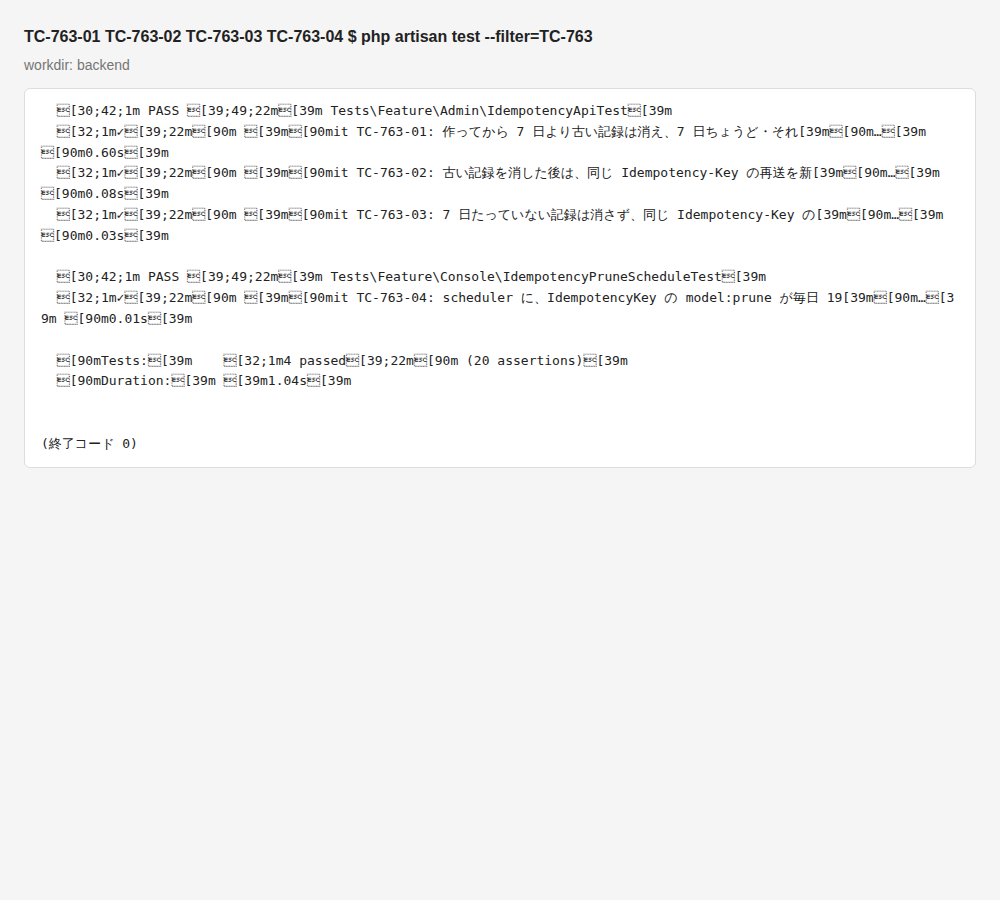 TC-763-01 TC-763-02 TC-763-03 TC-763-04 $ php artisan test --filter=TC-763
workdir: backend
␛[30;42;1m PASS ␛[39;49;22m␛[39m Tests\Feature\Admin\IdempotencyApiTest␛[39m
␛[32;1m✓␛[39;22m␛[90m ␛[39m␛[90mit TC-763-01: 作ってから 7 日より古い記録は消え、7 日ちょうど・それ[39m␛[90m…␛[39m
␛[90m0.60s␛[39m
␛[32;1m✓␛[39;22m␛[90m ␛[39m␛[90mit TC-763-02: 古い記録を消した後は、同じ Idempotency-Key の再送を新[39m␛[90m…␛[39m
␛[90m0.08s␛[39m
␛[32;1m✓␛[39;22m␛[90m ␛[39m␛[90mit TC-763-03: 7 日たっていない記録は消さず、同じ Idempotency-Key の[39m␛[90m…␛[39m
␛[90m0.03s␛[39m
␛[30;42;1m PASS ␛[39;49;22m␛[39m Tests\Feature\Console\IdempotencyPruneScheduleTest␛[39m
␛[32;1m✓␛[39;22m␛[90m ␛[39m␛[90mit TC-763-04: scheduler に、IdempotencyKey の model:prune が毎日 19[39m␛[90m…␛[3
9m ␛[90m0.01s␛[39m
␛[90mTests:␛[39m    ␛[32;1m4 passed␛[39;22m␛[90m (20 assertions)␛[39m
␛[90mDuration:␛[39m ␛[39m1.04s␛[39m
(終了コード 0)